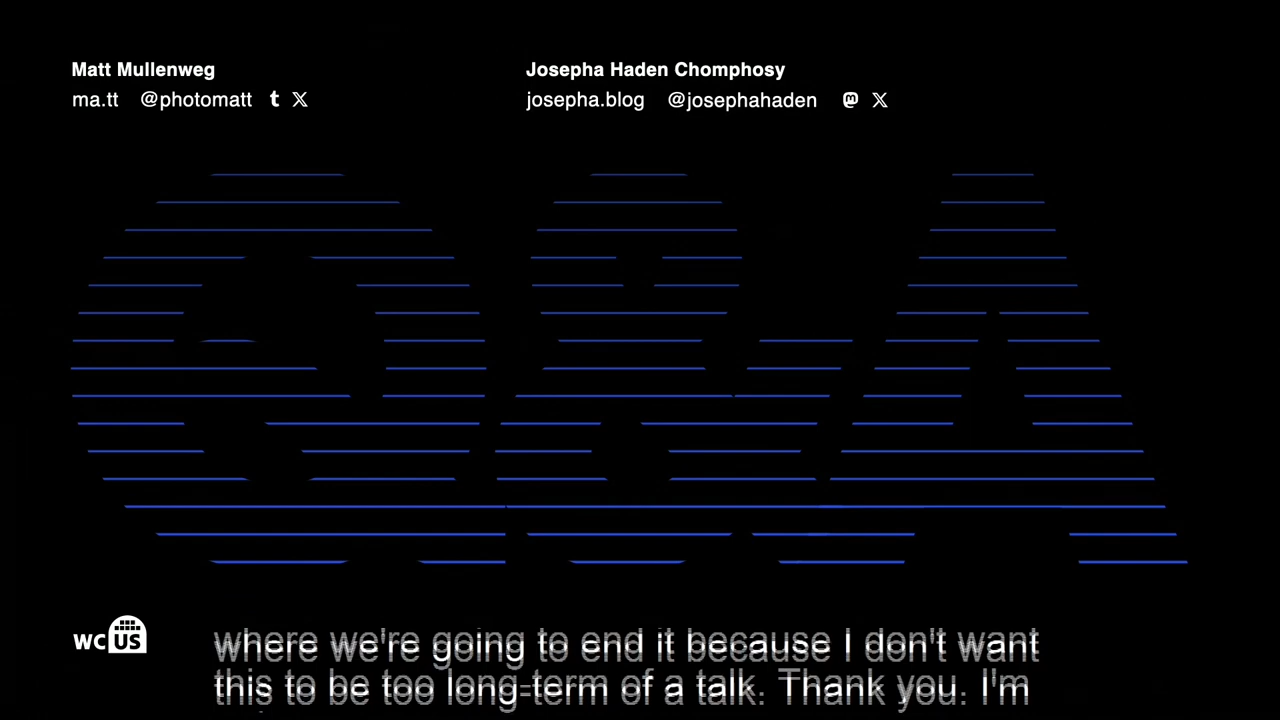 Matt Mullenweg
ma.tt @photomatt t X
Josepha Haden Chomphosy
josepha.blog @josephahaden m X
Q&A
WC US
where we're going to end it because I don't want
this to be too long-term of a talk. Thank you. I'm